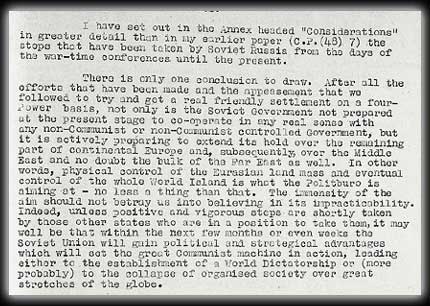 I have set out in the Annex headed "Considerations"
in greater detail than in my earlier paper (C.P.(48) 7) the
steps that have been taken by Soviet Russia from the days of
the war-time conferences until the present.
There is only one conclusion to draw. After all the
efforts that have been made and the appeasement that we
followed to try and get a real friendly settlement on a four-
Power basis, not only is the Soviet Government not prepared
at the present stage to co-operate in any real sense with
any non-Communist or non-Communist controlled Government, but
it is actively preparing to extend its hold over the remaining
part of continental Europe and, subsequently, over the Middle
East and no doubt the bulk of the Far East as well. In other
words, physical control of the Eurasian land mass and eventual
control of the whole World Island is what the Politburo is
aiming at - no less a thing than that. The immensity of the
aim should not betray us into believing in its impracticability.
Indeed, unless positive and vigorous steps are shortly taken
by those other states who are in a position to take them, it may
well be that within the next few months or even weeks the
Soviet Union will gain political and strategical advantages
which will set the great Communist machine in action, leading
either to the establishment of a World Dictatorship or (more
probably) to the collapse of organised society over great
stretches of the globe.